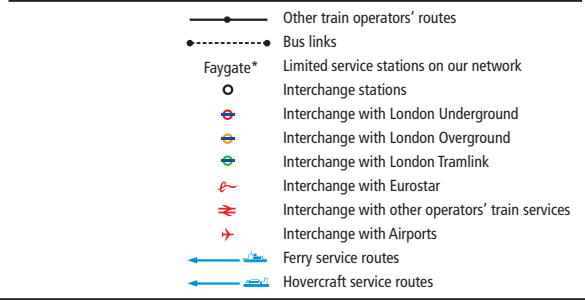 Other train operators' routes
Bus links
Faygate* Limited service stations on our network
Interchange stations
Interchange with London Underground
Interchange with London Overground
Interchange with London Tramlink
Interchange with Eurostar
Interchange with other operators' train services
Interchange with Airports
Ferry service routes
Hovercraft service routes